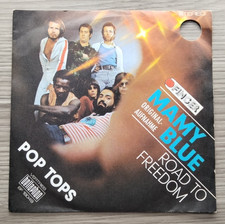 ORIGINAL-
AUFNAHME
MAMY
BLUE
ROAD TO
FREEDOM
POP TOPS